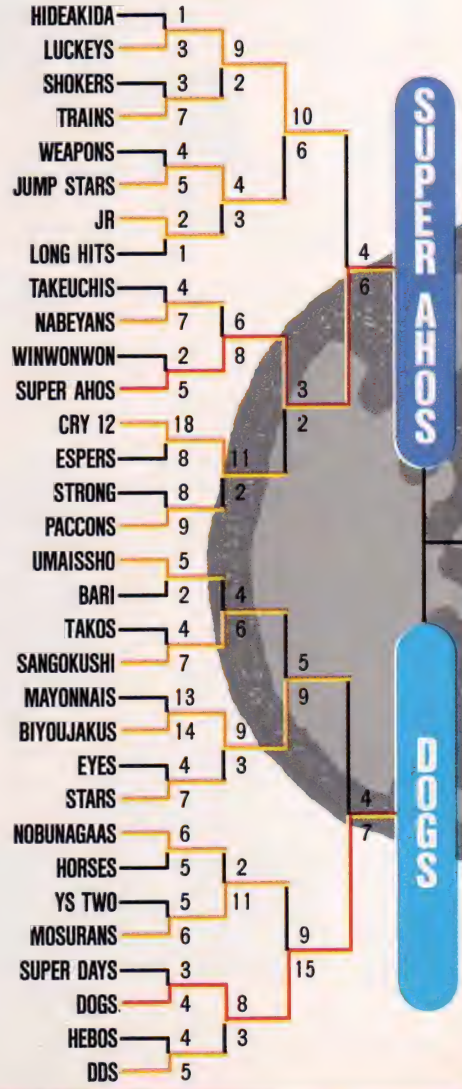 HIDEAKIDA 1
LUCKEYS 3 9
SHOKERS 3 2
TRAINS 7 10
WEAPONS 4 6
JUMP STARS 5 4
JR 2 3
LONG HITS 1 4
TAKEUCHIS 4 6
NABEYANS 7 6
WINWONWON 2 8
SUPER AHOS 5 3
CRY 12 18 2
ESPERS 8 11
STRONG 8 2
PACCONS 9
UMAISSHO 5
BARI 2 4
TAKOS 4 6
SANGOKUSHI 7 5
MAYONNAIS 13 9
BIYOUJAKUS 14 9
EYES 4 3
STARS 7 4
NOBUNAGAAS 6 7
HORSES 5 2
YS TWO 5 11
MOSURANS 6 9
SUPER DAYS 3 15
DOGS 4 8
HEBOS 4 3
DDS 5
SUPER AHOS
DOGS